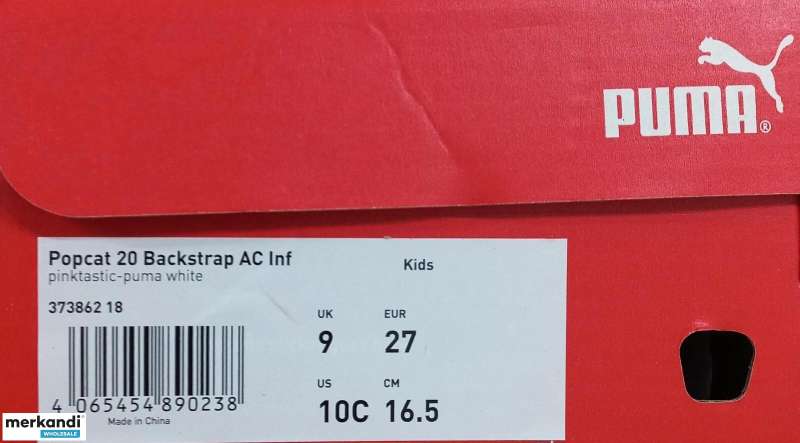 PUMA®
Popcat 20 Backstrap AC Inf
Kids
pinktastic-puma white
373862 18
UK EUR
9 27
US CM
10C 16.5
4 065454 890238
Made in China
merkandi
WHOLESALE